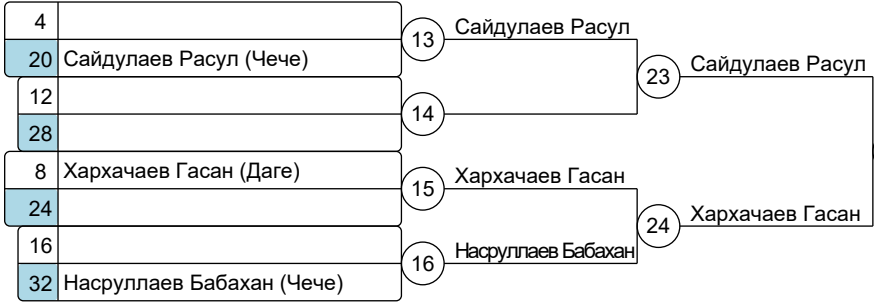 4
20 Сайдулаев Расул (Чече)
12
28
8 Хархачаев Гасан (Даге)
24
16
32 Насруллаев Бабахан (Чече)
13 Сайдулаев Расул
14
15 Хархачаев Гасан
16 Насруллаев Бабахан
23 Сайдулаев Расул
24 Хархачаев Гасан